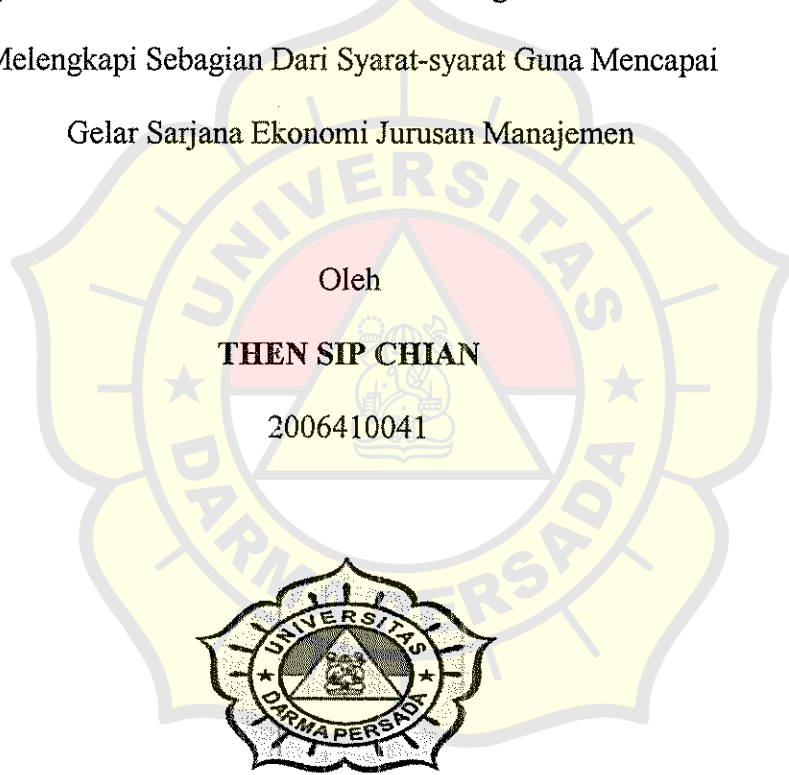 Melengkapi Sebagian Dari Syarat-syarat Guna Mencapai
Gelar Sarjana Ekonomi Jurusan Manajemen
UNIVERSITAS
DARMA PERSADA
Oleh
THEN SIP CHIAN
2006410041
UNIVERSITAS
DARMA PERSADA